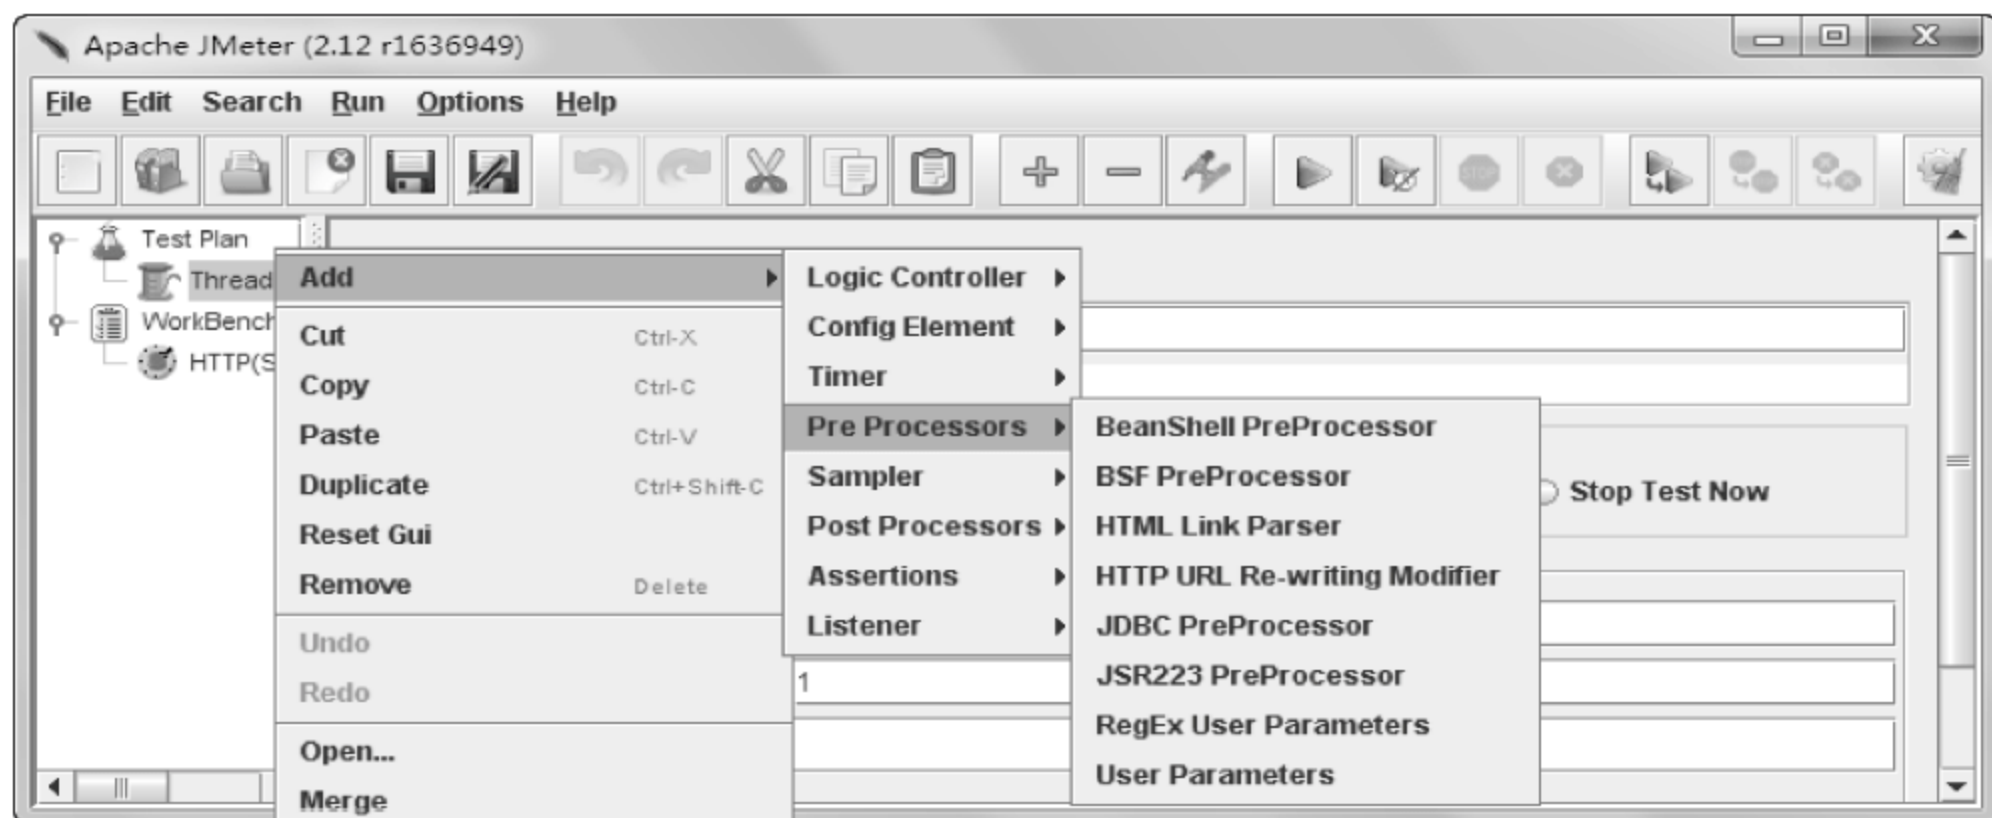 Apache JMeter (2.12 r1636949)
File Edit Search Run Options Help
STOP
Test Plan
Thread
WorkBench
HTTP(S
Add
Cut Ctrl-X
Copy Ctrl-C
Paste Ctrl-V
Duplicate Ctrl+Shift-C
Reset Gui
Remove Delete
Undo
Redo
Open...
Merge
Logic Controller
Config Element
Timer
Pre Processors
Sampler
Post Processors
Assertions
Listener
BeanShell PreProcessor
BSF PreProcessor
HTML Link Parser
HTTP URL Re-writing Modifier
JDBC PreProcessor
JSR223 PreProcessor
RegEx User Parameters
User Parameters
Stop Test Now
1